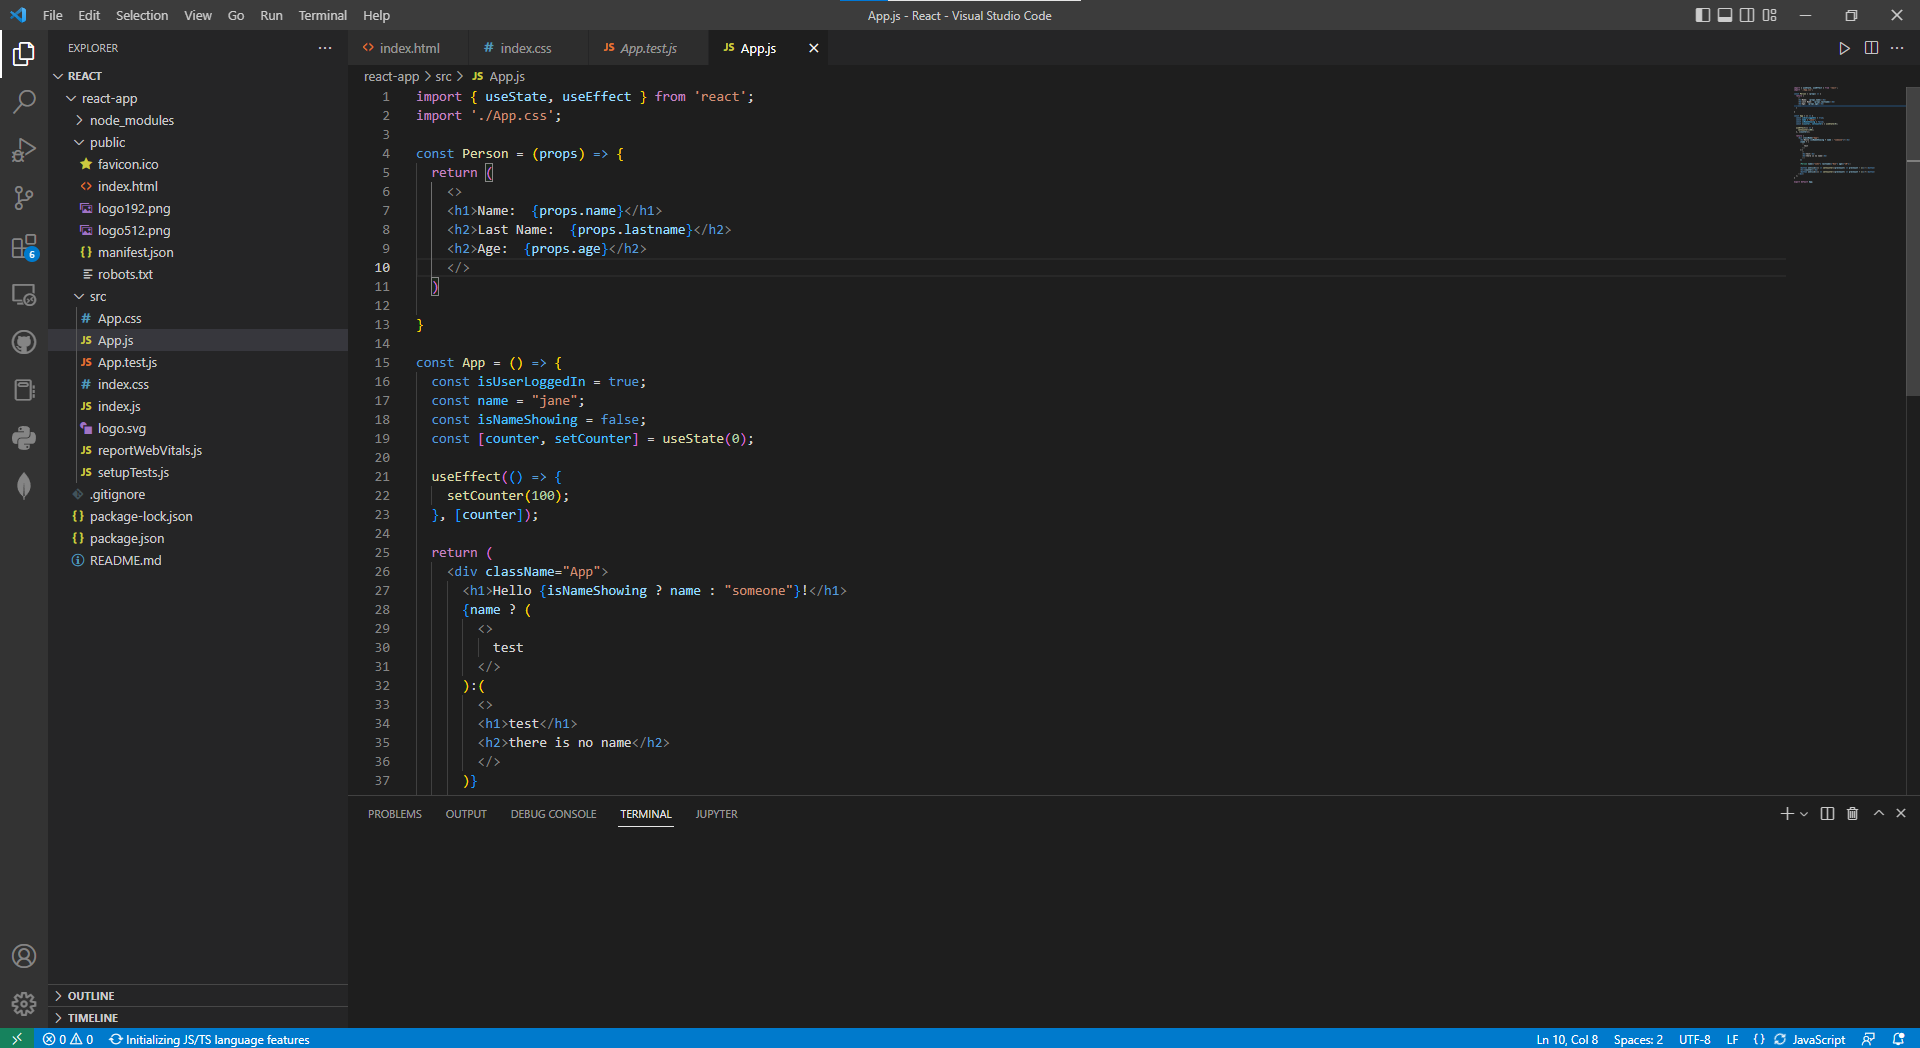 File Edit Selection View Go Run Terminal Help
App.js - React - Visual Studio Code
EXPLORER
REACT
react-app
node_modules
public
favicon.ico
index.html
logo192.png
logo512.png
manifest.json
robots.txt
src
App.css
App.js
App.test.js
index.css
index.js
logo.svg
reportWebVitals.js
setupTests.js
.gitignore
package-lock.json
package.json
README.md
OUTLINE
TIMELINE
6
index.html index.css App.test.js App.js
react-app > src > JS App.js
1 import { useState, useEffect } from 'react';
2 import './App.css';
3
4 const Person = (props) => {
5 return (
6 <>
7 <h1>Name:  {props.name}</h1>
8 <h2>Last Name:  {props.lastname}</h2>
9 <h2>Age:  {props.age}</h2>
10 </>
11 )
12
13 }
14
15 const App = () => {
16 const isUserLoggedIn = true;
17 const name = "jane";
18 const isNameShowing = false;
19 const [counter, setCounter] = useState(0);
20
21 useEffect(() => {
22 setCounter(100);
23 }, [counter]);
24
25 return (
26 <div className="App">
27 <h1>Hello {isNameShowing ? name : "someone"}!</h1>
28 {name ? (
29 <>
30 test
31 </>
32 ):(
33 <>
34 <h1>test</h1>
35 <h2>there is no name</h2>
36 </>
37 )}
PROBLEMS OUTPUT DEBUG CONSOLE TERMINAL JUPYTER
0 0 Initializing JS/TS language features
Ln 10, Col 8 Spaces: 2 UTF-8 LF {} JavaScript